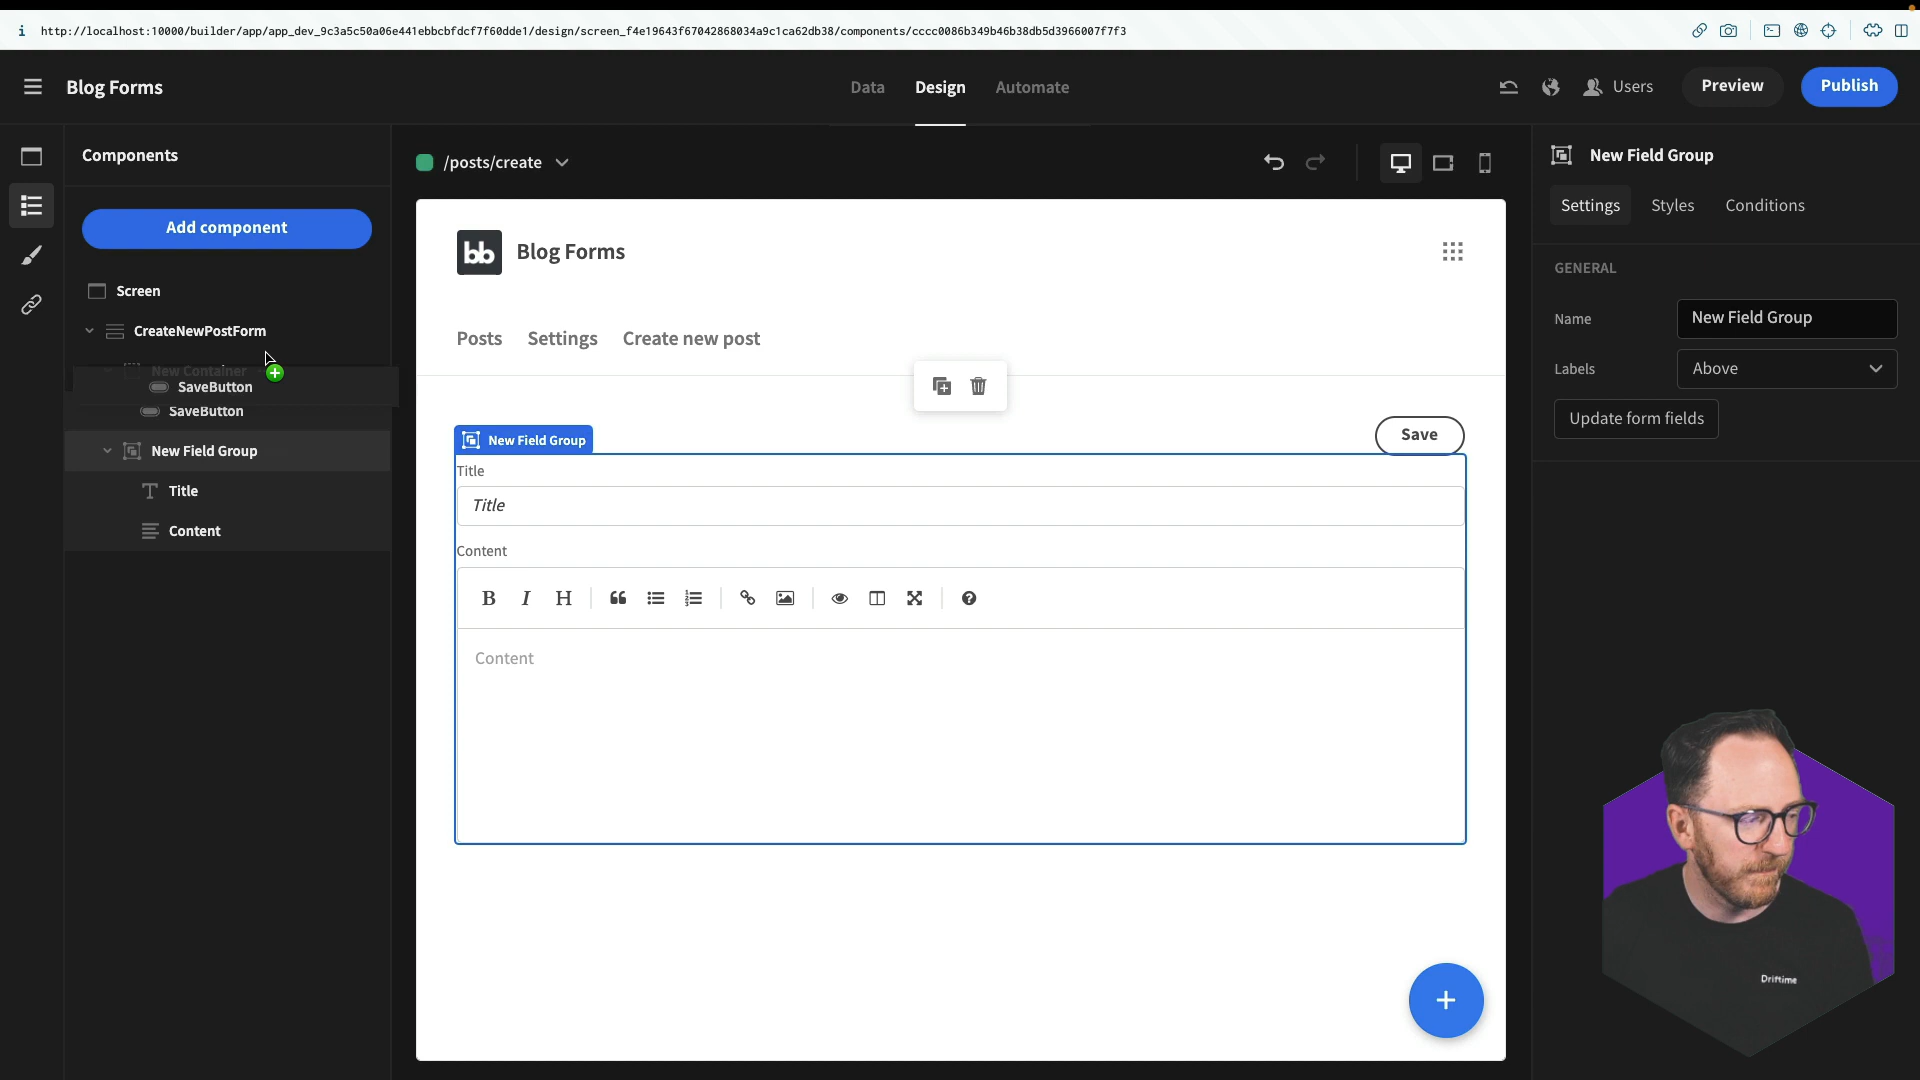 http://localhost:10000/builder/app/app_dev_9c3a5c50a06e441ebbcbfdcf7f60dde1/design/screen_f4e19643f67042868034a9c1ca62db38/components/cccc0086b349b46b38db5d3966007f7f3
Blog Forms
Data
Design
Automate
Users
Preview
Publish
Components
/posts/create
New Field Group
Settings
Styles
Conditions
Add component
Screen
CreateNewPostForm
New Container
SaveButton
SaveButton
New Field Group
Title
Content
bb
Blog Forms
Posts
Settings
Create new post
New Field Group
Save
Title
Title
Content
B
I
H
Content
GENERAL
Name
New Field Group
Labels
Above
Update form fields
Driftime